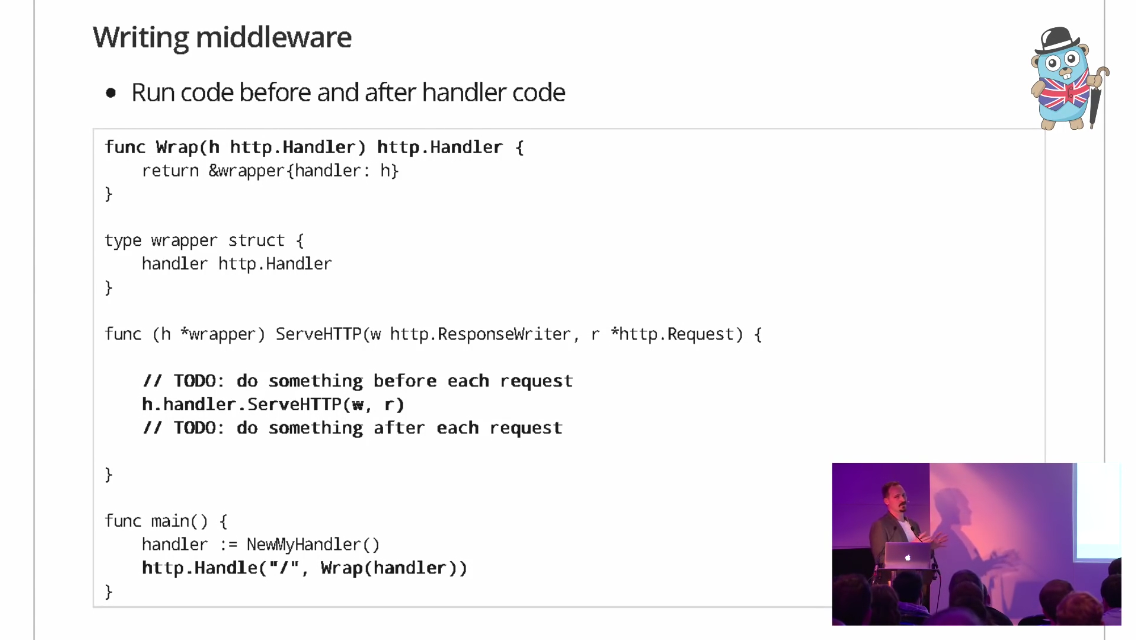 Writing middleware
• Run code before and after handler code
func Wrap(h http.Handler) http.Handler {
    return &wrapper{handler: h}
}
type wrapper struct {
    handler http.Handler
}
func (h *wrapper) ServeHTTP(w http.ResponseWriter, r *http.Request) {
    // TODO: do something before each request
    h.handler.ServeHTTP(w, r)
    // TODO: do something after each request
}
func main() {
    handler := NewMyHandler()
    http.Handle("/", Wrap(handler))
}